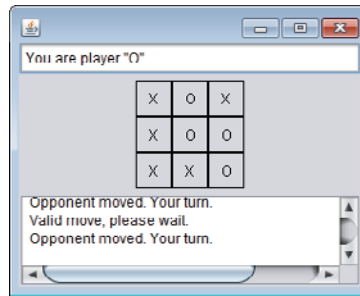 You are player "O"
X O X
X O O
X X O
Opponent moved. Your turn.
Valid move, please wait.
Opponent moved. Your turn.